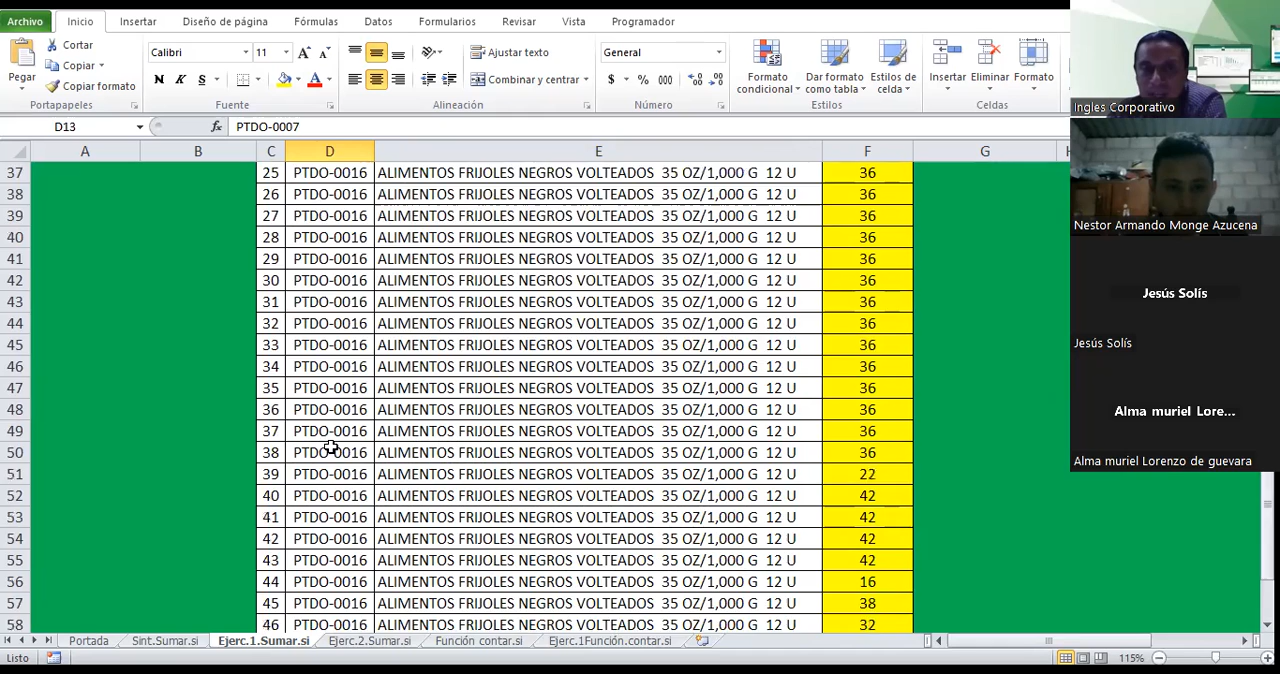 Archivo Inicio Insertar Diseño de página Fórmulas Datos Formularios Revisar Vista Programador
Pegar
Cortar
Copiar
Copiar formato
Portapapeles
Calibri 11 A A
N K S A
Fuente
Ajustar texto
Combinar y centrar
Alineación
General
$ % 000
Número
Formato condicional
Dar formato como tabla
Estilos de celda
Estilos
Insertar Eliminar Formato
Celdas
D13 fx PTDO-0007
A B C D E F G H
37 25 PTDO-0016 ALIMENTOS FRIJOLES NEGROS VOLTEADOS 35 OZ/1,000 G 12 U 36
38 26 PTDO-0016 ALIMENTOS FRIJOLES NEGROS VOLTEADOS 35 OZ/1,000 G 12 U 36
39 27 PTDO-0016 ALIMENTOS FRIJOLES NEGROS VOLTEADOS 35 OZ/1,000 G 12 U 36
40 28 PTDO-0016 ALIMENTOS FRIJOLES NEGROS VOLTEADOS 35 OZ/1,000 G 12 U 36
41 29 PTDO-0016 ALIMENTOS FRIJOLES NEGROS VOLTEADOS 35 OZ/1,000 G 12 U 36
42 30 PTDO-0016 ALIMENTOS FRIJOLES NEGROS VOLTEADOS 35 OZ/1,000 G 12 U 36
43 31 PTDO-0016 ALIMENTOS FRIJOLES NEGROS VOLTEADOS 35 OZ/1,000 G 12 U 36
44 32 PTDO-0016 ALIMENTOS FRIJOLES NEGROS VOLTEADOS 35 OZ/1,000 G 12 U 36
45 33 PTDO-0016 ALIMENTOS FRIJOLES NEGROS VOLTEADOS 35 OZ/1,000 G 12 U 36
46 34 PTDO-0016 ALIMENTOS FRIJOLES NEGROS VOLTEADOS 35 OZ/1,000 G 12 U 36
47 35 PTDO-0016 ALIMENTOS FRIJOLES NEGROS VOLTEADOS 35 OZ/1,000 G 12 U 36
48 36 PTDO-0016 ALIMENTOS FRIJOLES NEGROS VOLTEADOS 35 OZ/1,000 G 12 U 36
49 37 PTDO-0016 ALIMENTOS FRIJOLES NEGROS VOLTEADOS 35 OZ/1,000 G 12 U 36
50 38 PTDO-0016 ALIMENTOS FRIJOLES NEGROS VOLTEADOS 35 OZ/1,000 G 12 U 36
51 39 PTDO-0016 ALIMENTOS FRIJOLES NEGROS VOLTEADOS 35 OZ/1,000 G 12 U 22
52 40 PTDO-0016 ALIMENTOS FRIJOLES NEGROS VOLTEADOS 35 OZ/1,000 G 12 U 42
53 41 PTDO-0016 ALIMENTOS FRIJOLES NEGROS VOLTEADOS 35 OZ/1,000 G 12 U 42
54 42 PTDO-0016 ALIMENTOS FRIJOLES NEGROS VOLTEADOS 35 OZ/1,000 G 12 U 42
55 43 PTDO-0016 ALIMENTOS FRIJOLES NEGROS VOLTEADOS 35 OZ/1,000 G 12 U 42
56 44 PTDO-0016 ALIMENTOS FRIJOLES NEGROS VOLTEADOS 35 OZ/1,000 G 12 U 16
57 45 PTDO-0016 ALIMENTOS FRIJOLES NEGROS VOLTEADOS 35 OZ/1,000 G 12 U 38
58 46 PTDO-0016 ALIMENTOS FRIJOLES NEGROS VOLTEADOS 35 OZ/1,000 G 12 U 32
Portada Sint.Sumar.si Ejerc.1.Sumar.si Ejerc.2.Sumar.si Función contar.si Ejerc.1Función.contar.si
Listo 115%
Ingles Corporativo
Nestor Armando Monge Azucena
Jesús Solís
Jesús Solís
Alma muriel Lore...
Alma muriel Lorenzo de guevara